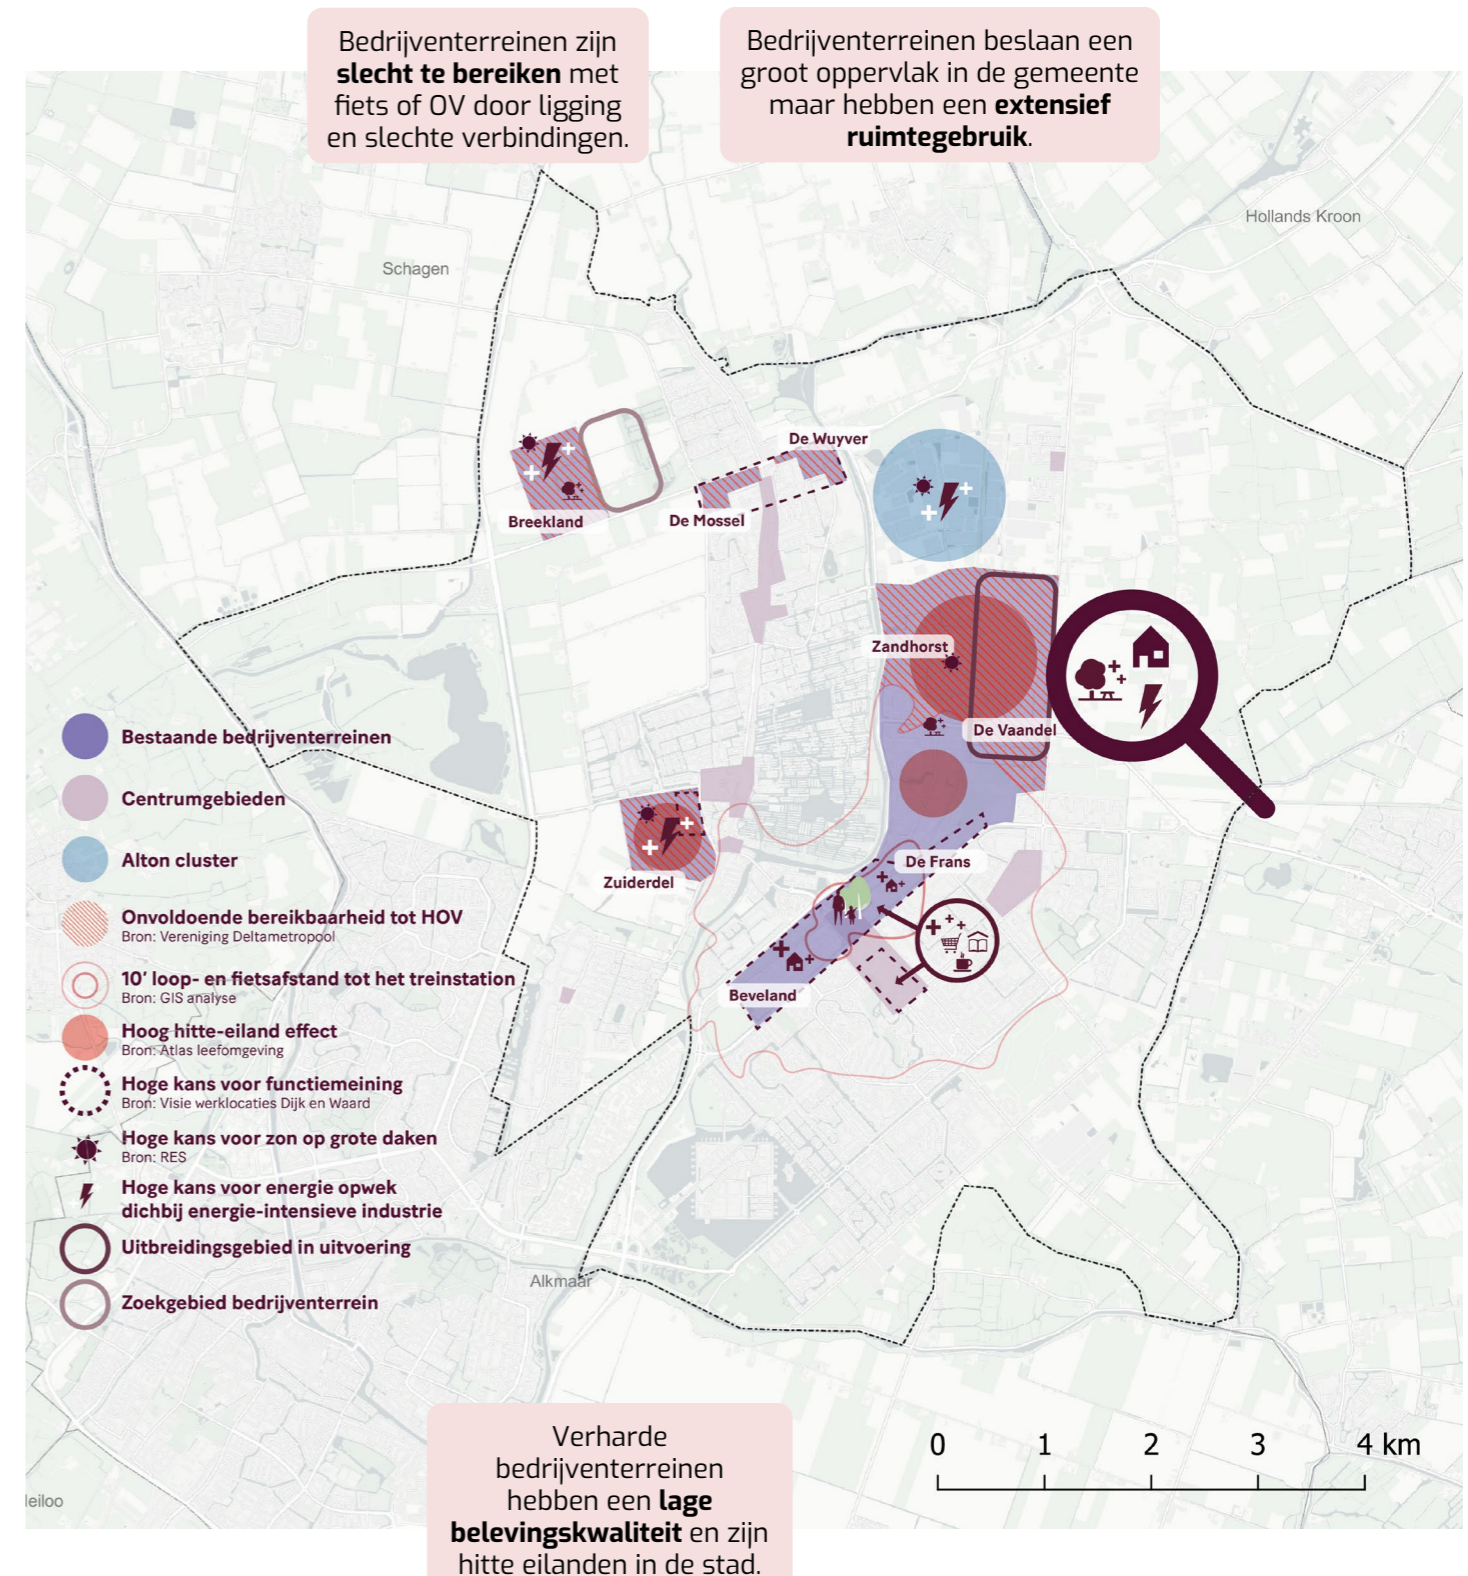 Bedrijventerreinen zijn
slecht te bereiken met
fiets of OV door ligging
en slechte verbindingen.
Bedrijventerreinen beslaan een
groot oppervlak in de gemeente
maar hebben een extensief
ruimtegebruik.
Hollands Kroon
Schagen
De Wuyver
Breekland
De Mossel
Zandhorst
De Vaandel
De Frans
Zuiderdel
Beveland
Bestaande bedrijventerreinen
Centrumgebieden
Alton cluster
Onvoldoende bereikbaarheid tot HOV
Bron: Vereniging Deltametropool
10' loop- en fietsafstand tot het treinstation
Bron: GIS analyse
Hoog hitte-eiland effect
Bron: Atlas leefomgeving
Hoge kans voor functiemeining
Bron: Visie werklocaties Dijk en Waard
Hoge kans voor zon op grote daken
Bron: RES
Hoge kans voor energie opwek
dichbij energie-intensieve industrie
Uitbreidingsgebied in uitvoering
Zoekgebied bedrijventerrein
Alkmaar
leiloo
0 1 2 3 4 km
Verharde
bedrijventerreinen
hebben een lage
belevingskwaliteit en zijn
hitte eilanden in de stad.